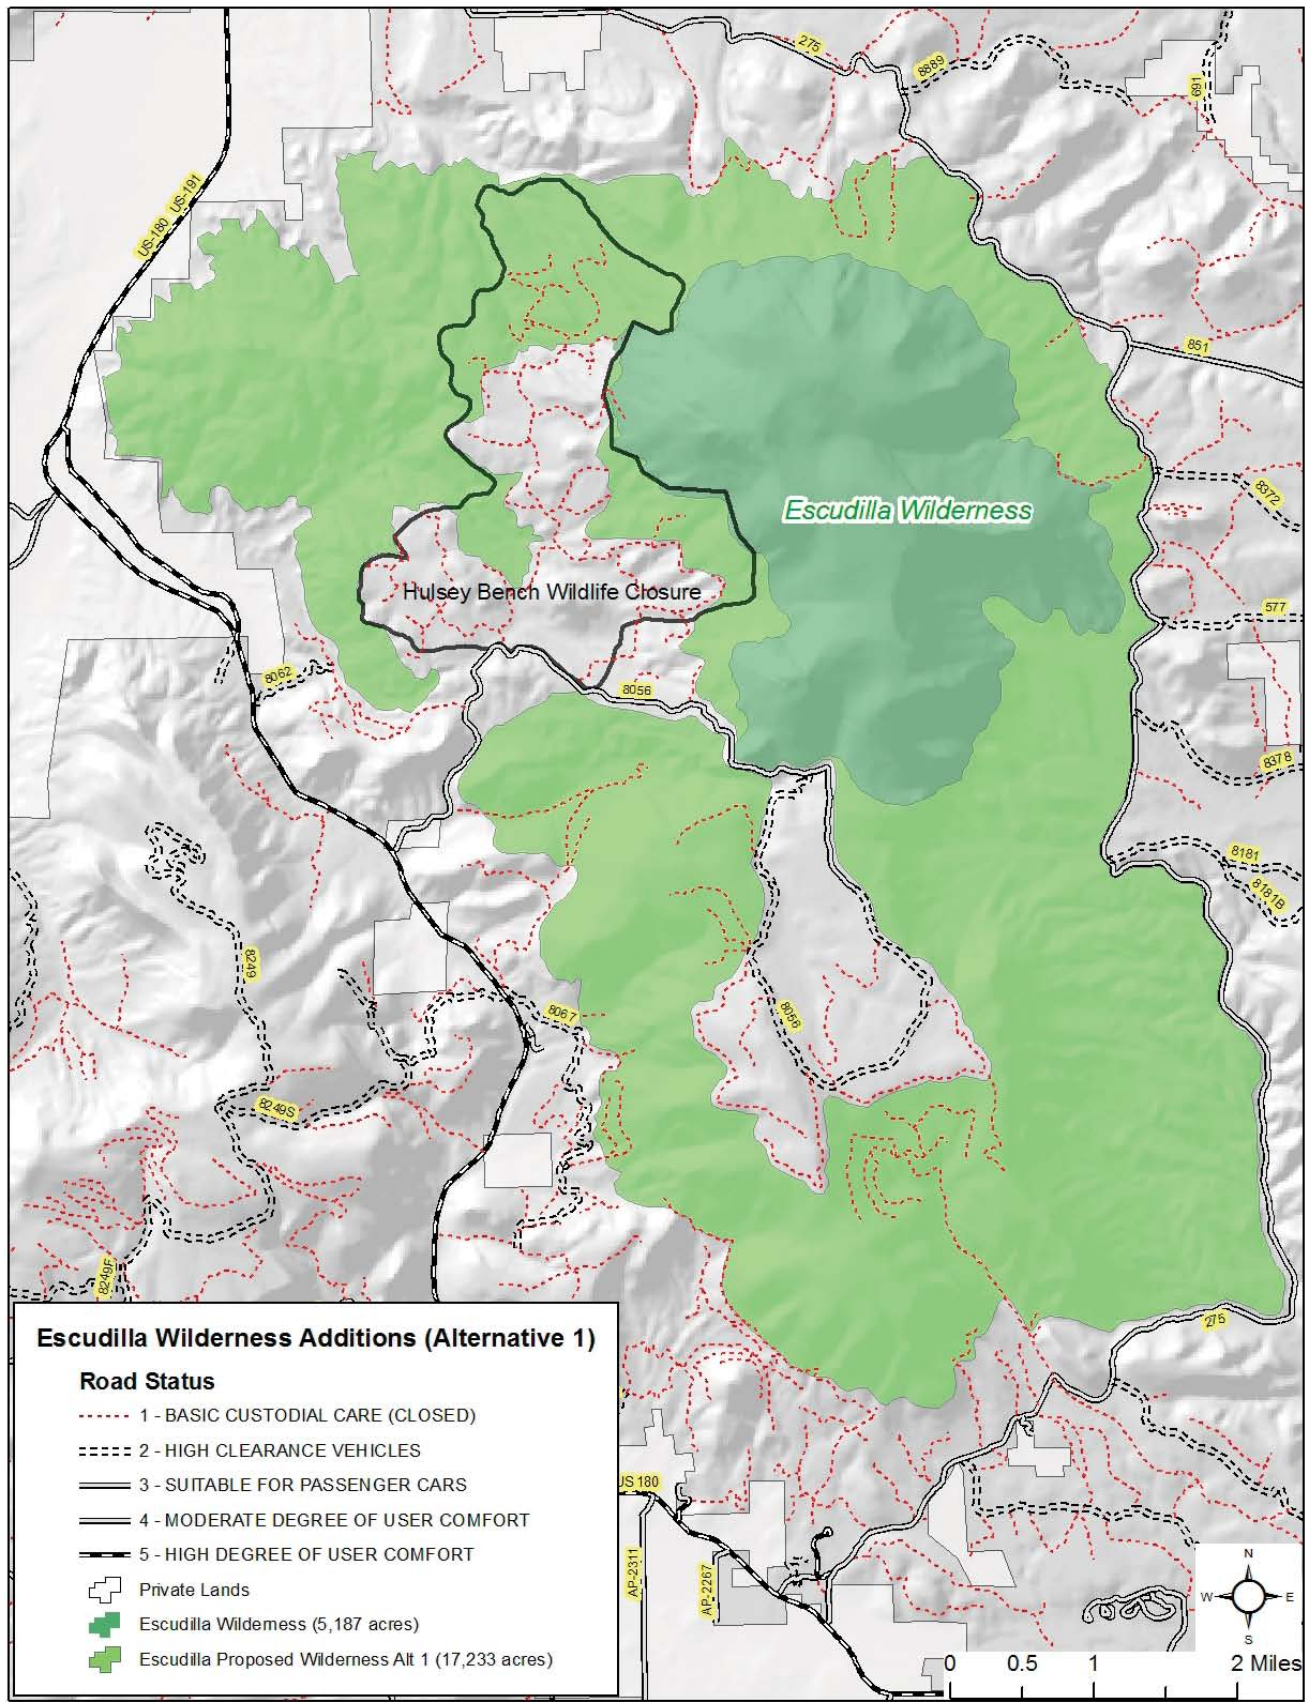 275
8889
691
US-180 US-191
851
Escudilla Wilderness
8372
Hulsey Bench Wildlife Closure
577
8062
8056
8378
8181
8181B
8249
8067
8056
8249S
8249F
275
Escudilla Wilderness Additions (Alternative 1)
Road Status
1 - BASIC CUSTODIAL CARE (CLOSED)
2 - HIGH CLEARANCE VEHICLES
3 - SUITABLE FOR PASSENGER CARS
4 - MODERATE DEGREE OF USER COMFORT
5 - HIGH DEGREE OF USER COMFORT
Private Lands
Escudilla Wilderness (5,187 acres)
Escudilla Proposed Wilderness Alt 1 (17,233 acres)
US 180
AP-2311
AP-2267
N
W E
S
0 0.5 1 2 Miles